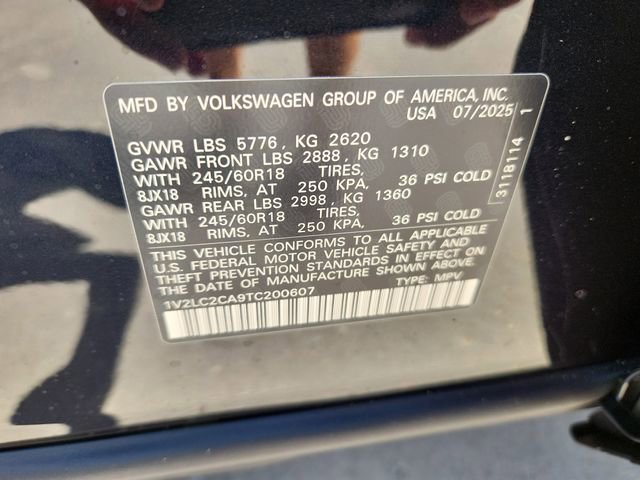 MFD BY VOLKSWAGEN GROUP OF AMERICA, INC.
USA 07/2025
GVWR LBS 5776, KG 2620
GAWR FRONT LBS 2888, KG 1310
WITH 245/60R18 TIRES,
8JX18 RIMS, AT 250 KPA, 36 PSI COLD
GAWR REAR LBS 2998, KG 1360
WITH 245/60R18 TIRES,
8JX18 RIMS, AT 250 KPA, 36 PSI COLD
THIS VEHICLE CONFORMS TO ALL APPLICABLE
U.S. FEDERAL MOTOR VEHICLE SAFETY AND
THEFT PREVENTION STANDARDS IN EFFECT ON
THE DATE OF MANUFACTURE SHOWN ABOVE.
1V2LC2CA9TC200607 TYPE: MPV
3118114 1